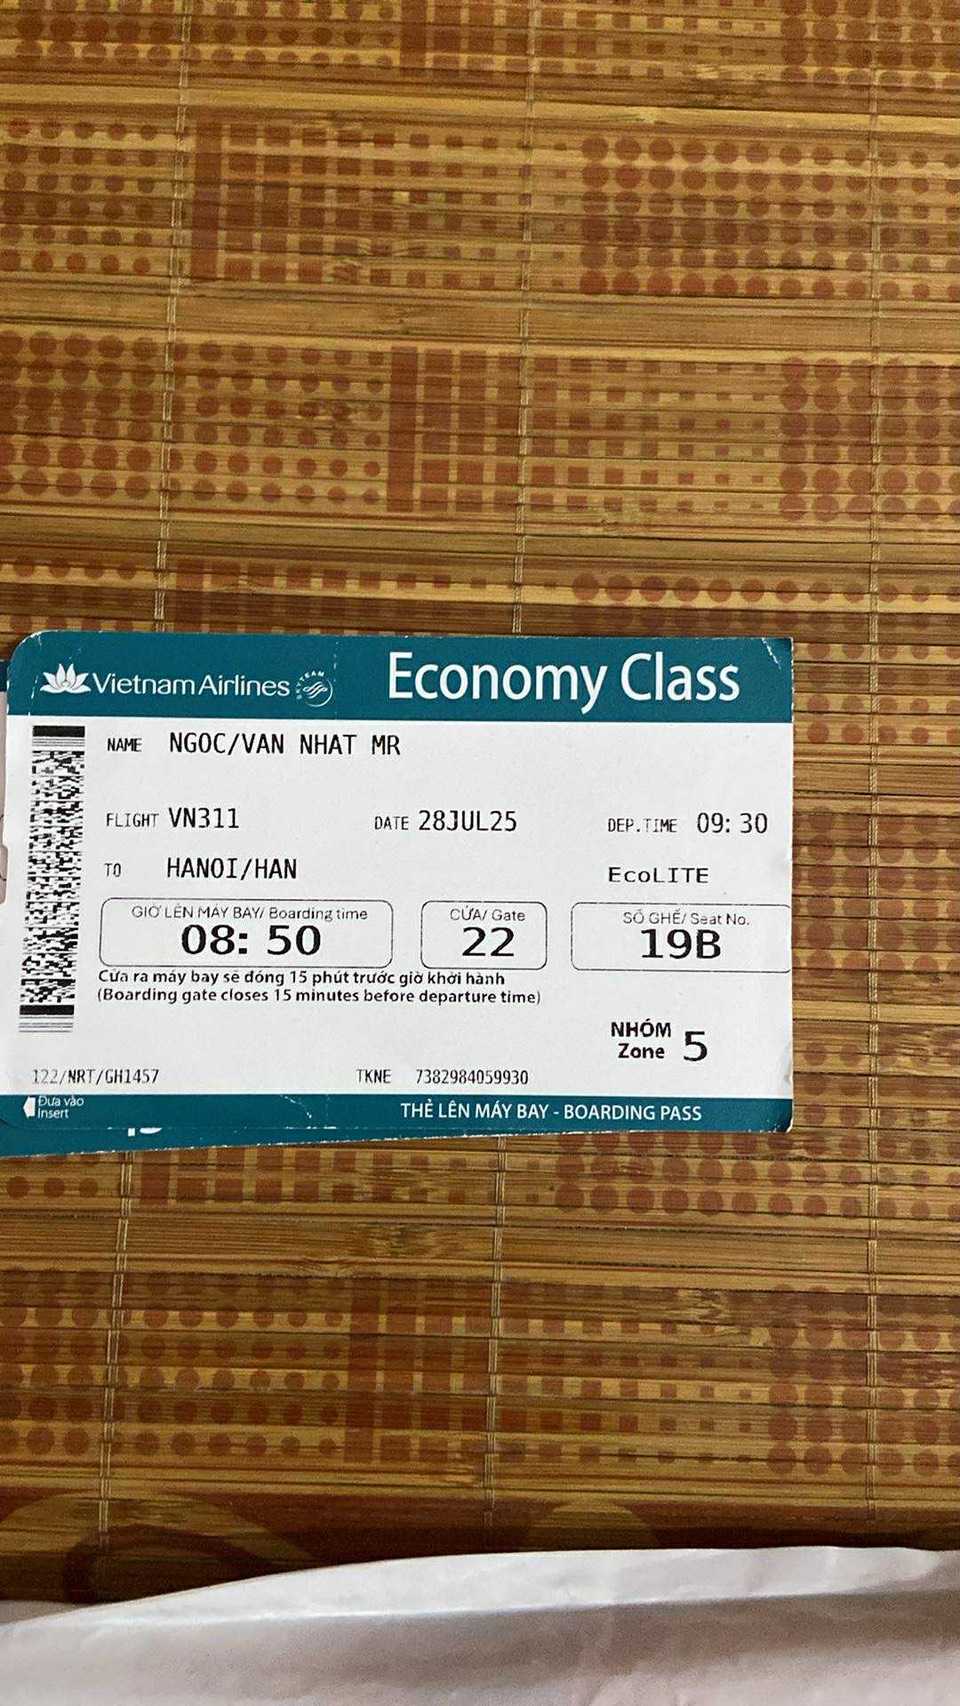 Vietnam Airlines SKYTEAM Economy Class
NAME NGOC/VAN NHAT MR
FLIGHT VN311 DATE 28JUL25 DEP.TIME 09:30
TO HANOI/HAN EcoLITE
GIỜ LÊN MÁY BAY/ Boarding time CỬA/ Gate SỐ GHẾ/ Seat No.
08:50 22 19B
Cửa ra máy bay sẽ đóng 15 phút trước giờ khởi hành
(Boarding gate closes 15 minutes before departure time)
NHÓM
Zone 5
122/NRT/GH1457 TKNE 7382984059930
Đưa vào
Insert
THẺ LÊN MÁY BAY - BOARDING PASS